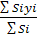 ∑ Siyi
∑ Si